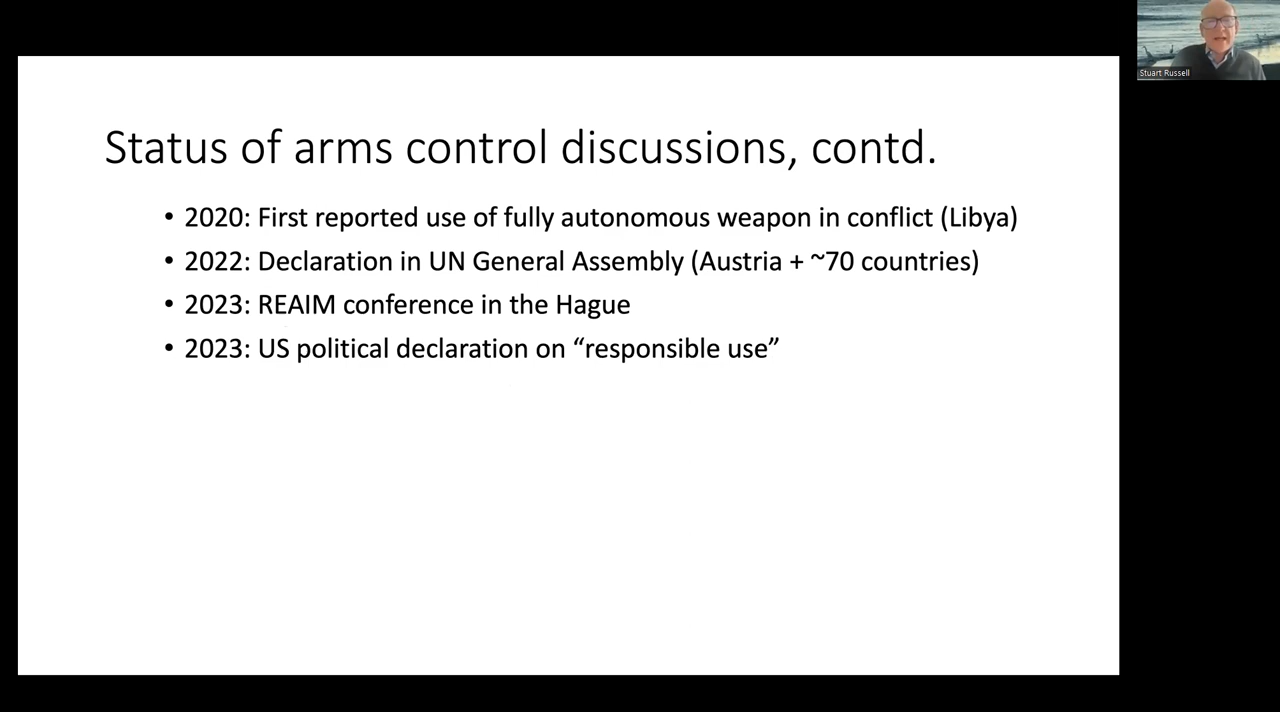 Stuart Russell
Status of arms control discussions, contd.
• 2020: First reported use of fully autonomous weapon in conflict (Libya)
• 2022: Declaration in UN General Assembly (Austria + ~70 countries)
• 2023: REAIM conference in the Hague
• 2023: US political declaration on “responsible use”